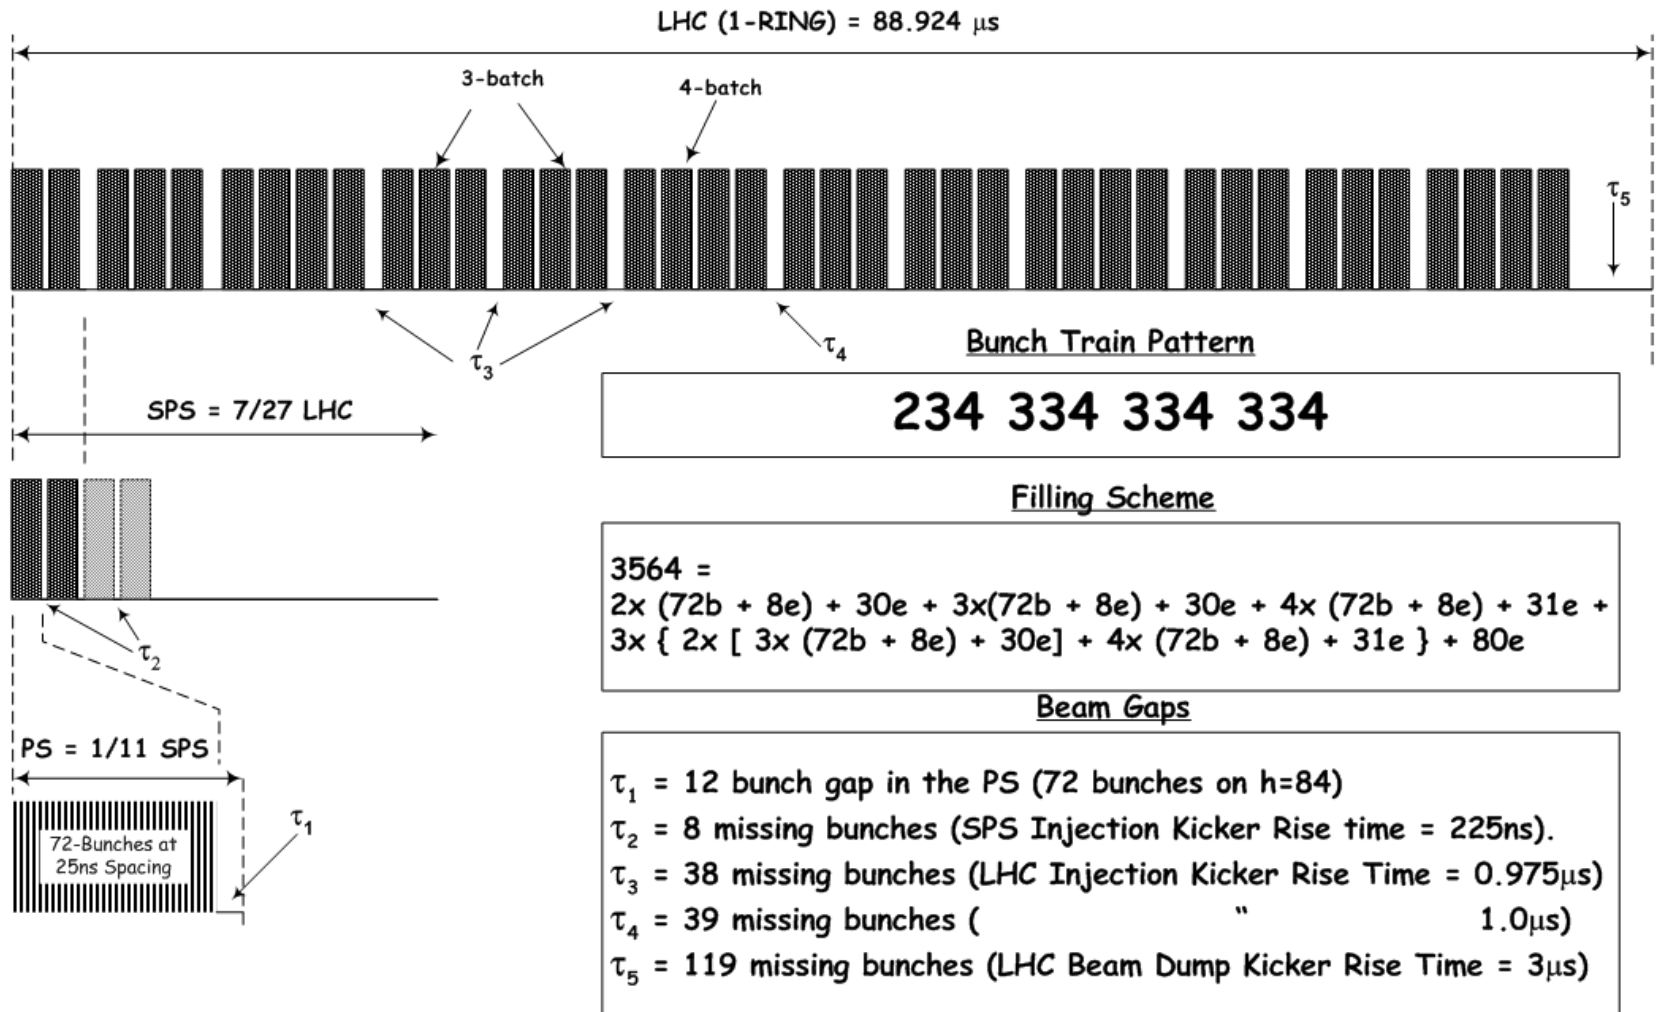 LHC (1-RING) = 88.924 μs
3-batch
4-batch
τ5
τ3
τ4
Bunch Train Pattern
234 334 334 334
SPS = 7/27 LHC
Filling Scheme
3564 =
2x (72b + 8e) + 30e + 3x(72b + 8e) + 30e + 4x (72b + 8e) + 31e +
3x { 2x [ 3x (72b + 8e) + 30e] + 4x (72b + 8e) + 31e } + 80e
τ2
Beam Gaps
PS = 1/11 SPS
τ1
72-Bunches at
25ns Spacing
τ1 = 12 bunch gap in the PS (72 bunches on h=84)
τ2 = 8 missing bunches (SPS Injection Kicker Rise time = 225ns).
τ3 = 38 missing bunches (LHC Injection Kicker Rise Time = 0.975μs)
τ4 = 39 missing bunches ( “ 1.0μs)
τ5 = 119 missing bunches (LHC Beam Dump Kicker Rise Time = 3μs)